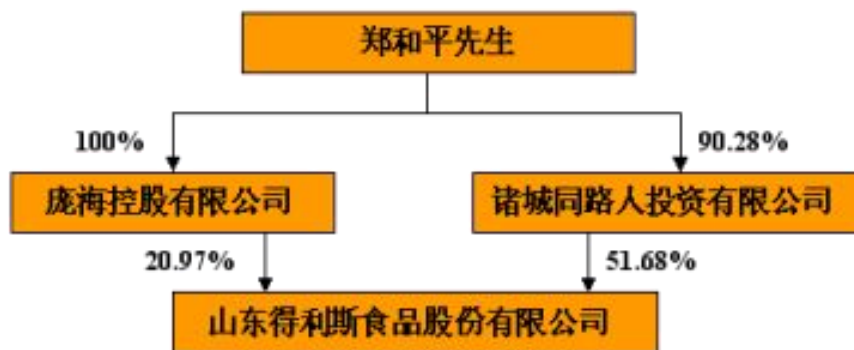 郑和平先生
100%
90.28%
庞海控股有限公司
诸城同路人投资有限公司
20.97%
51.68%
山东得利斯食品股份有限公司